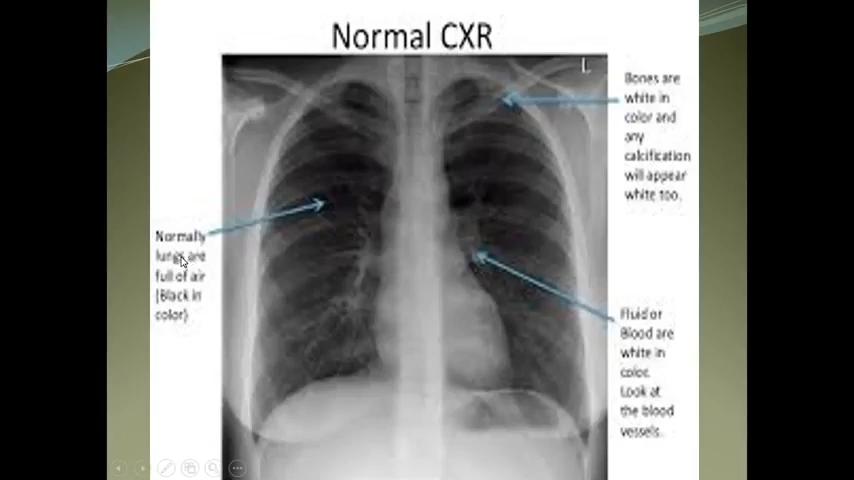 Normal CXR
L
Bones are
white in
color and
any
calcification
will appear
white too.
Normally
lungs are
full of air
(Black in
color)
Fluid or
Blood are
white in
color.
Look at
the blood
vessels.